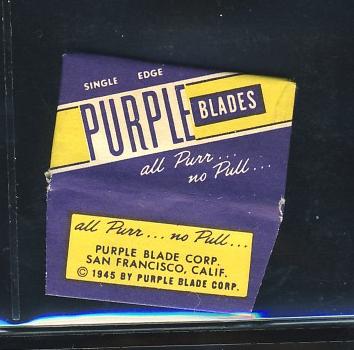 SINGLE EDGE
PURPLE BLADES
all Purr...
no Pull...
all Purr... no Pull...
PURPLE BLADE CORP.
SAN FRANCISCO, CALIF.
© 1945 BY PURPLE BLADE CORP.